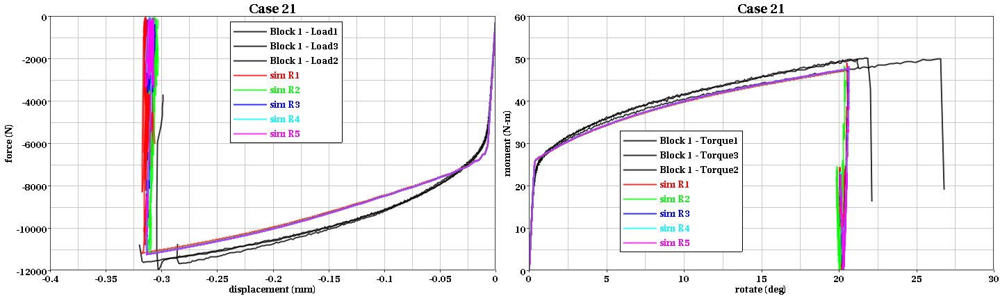 Case 21
0
-2000
-4000
-6000
-8000
-10000
-12000
force (N)
-0.4
-0.35
-0.3
-0.25
-0.2
-0.15
-0.1
-0.05
0
displacement (mm)
Block 1 - Load1
Block 1 - Load3
Block 1 - Load2
sim R1
sim R2
sim R3
sim R4
sim R5
Case 21
60
50
40
30
20
10
0
moment (N-m)
0
5
10
15
20
25
30
rotate (deg)
Block 1 - Torque1
Block 1 - Torque3
Block 1 - Torque2
sim R1
sim R2
sim R3
sim R4
sim R5